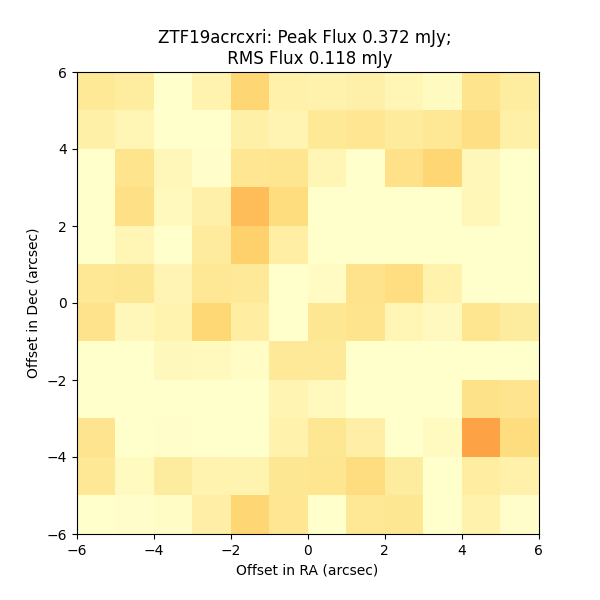 ZTF19acrcxri: Peak Flux 0.372 mJy;
RMS Flux 0.118 mJy
6
4
2
0
−2
−4
−6
Offset in Dec (arcsec)
−6 −4 −2 0 2 4 6
Offset in RA (arcsec)